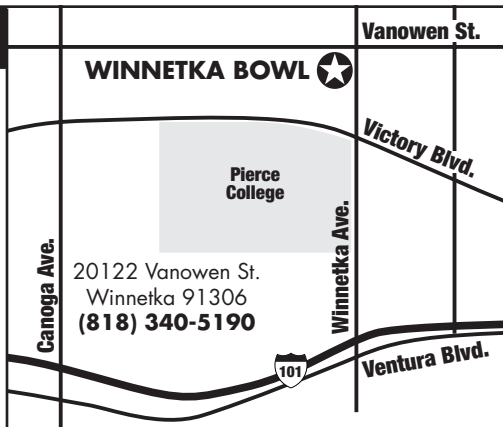 Vanowen St.
WINNETKA BOWL
Victory Blvd.
Pierce
College
Canoga Ave.
Winnetka Ave.
20122 Vanowen St.
Winnetka 91306
(818) 340-5190
101
Ventura Blvd.